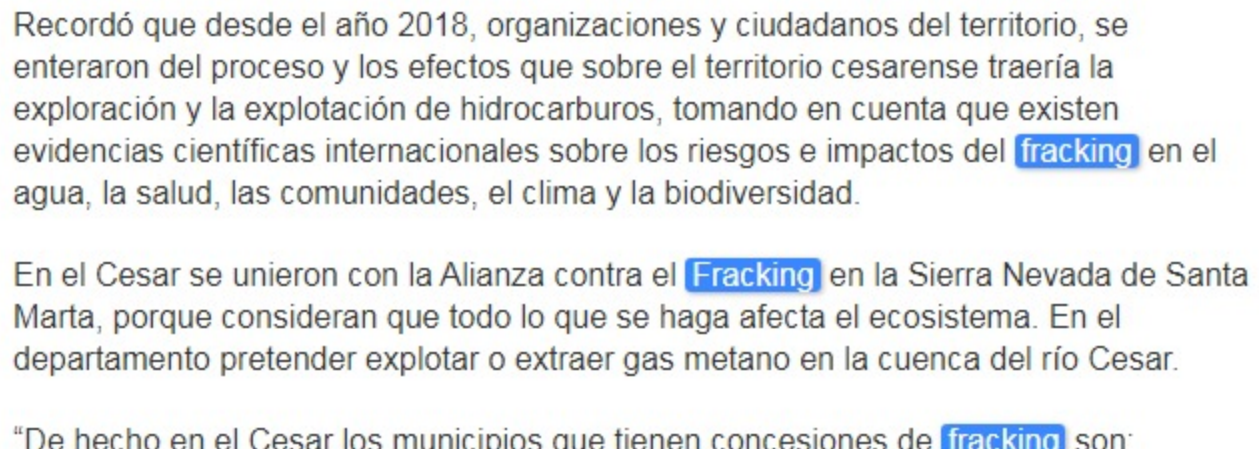 Recordó que desde el año 2018, organizaciones y ciudadanos del territorio, se
enteraron del proceso y los efectos que sobre el territorio cesarense traería la
exploración y la explotación de hidrocarburos, tomando en cuenta que existen
evidencias científicas internacionales sobre los riesgos e impactos del fracking en el
agua, la salud, las comunidades, el clima y la biodiversidad.
En el Cesar se unieron con la Alianza contra el Fracking en la Sierra Nevada de Santa
Marta, porque consideran que todo lo que se haga afecta el ecosistema. En el
departamento pretender explotar o extraer gas metano en la cuenca del río Cesar.
“De hecho en el Cesar los municipios que tienen concesiones de fracking son: